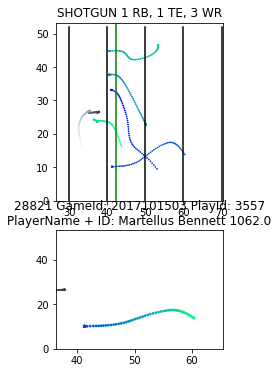 SHOTGUN 1 RB, 1 TE, 3 WR
50
40
30
20
10
0
30 40 50 60 70
28821 GameId: 2017101503 PlayId: 3557
PlayerName + ID: Martellus Bennett 1062.0
40
20
0
40 50 60